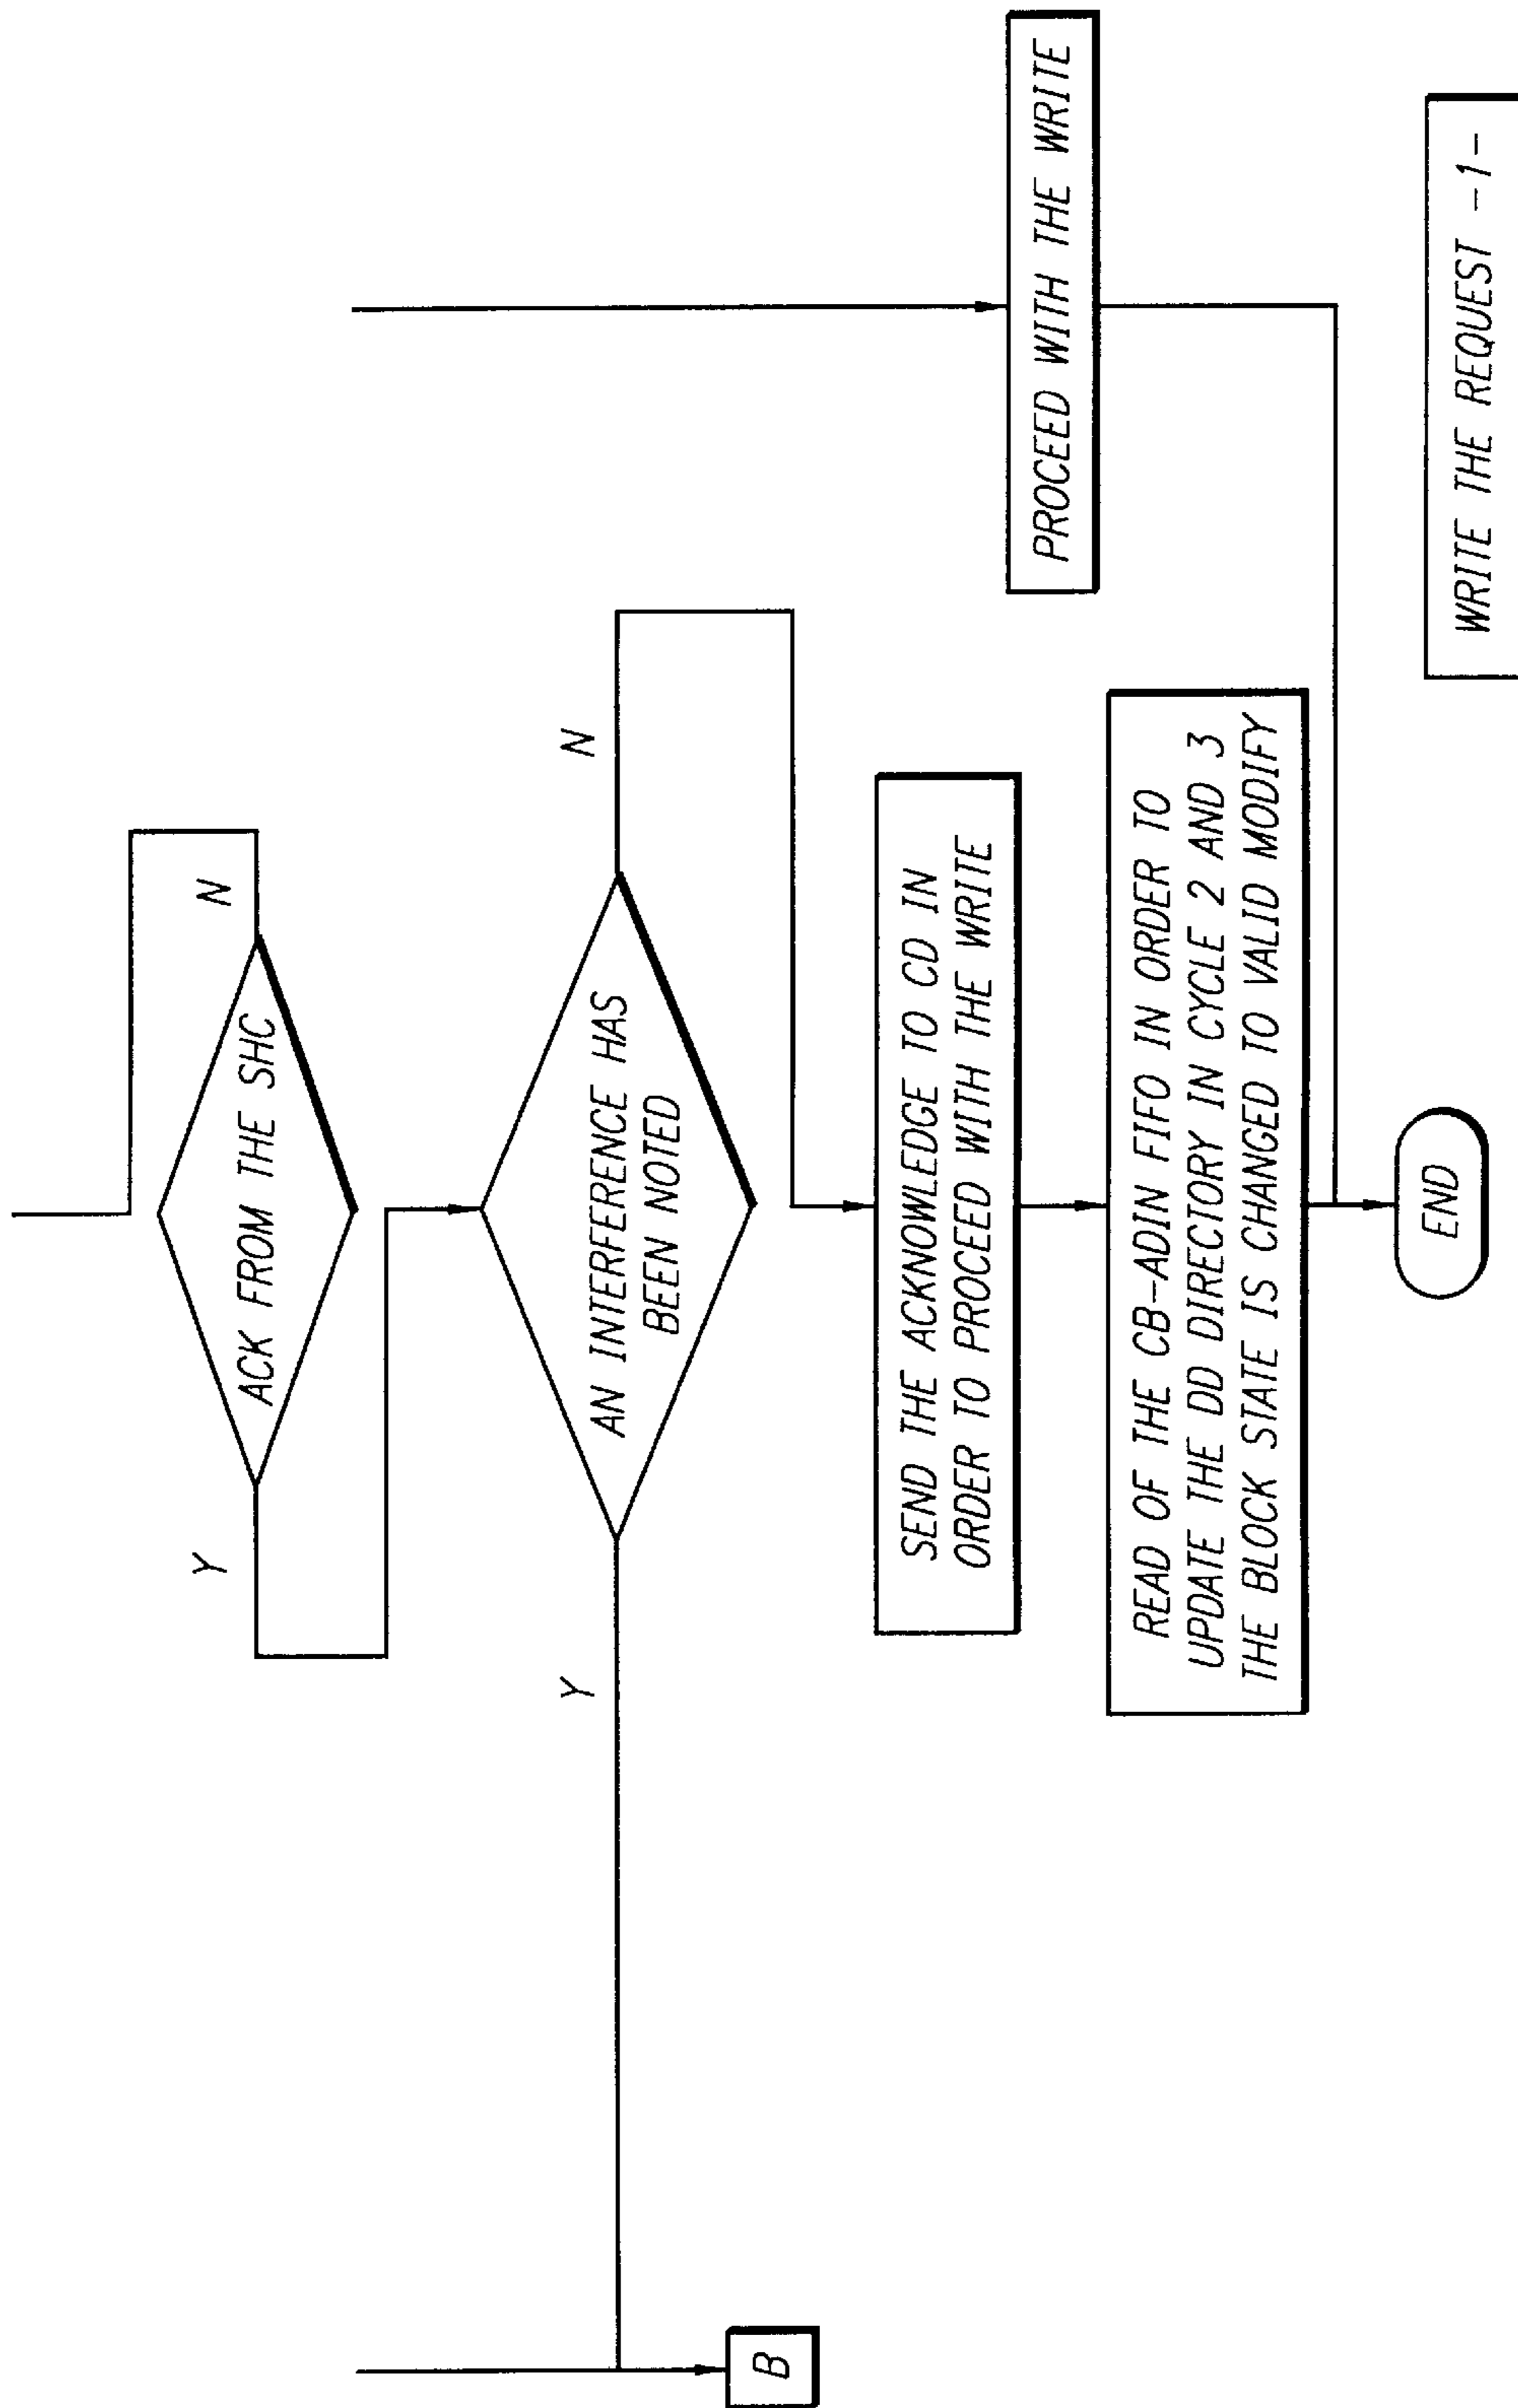 ACK FROM THE SHC
Y
N
AN INTERFERENCE HAS
BEEN NOTED
Y
N
SEND THE ACKNOWLEDGE TO CD IN
ORDER TO PROCEED WITH THE WRITE
PROCEED WITH THE WRITE
B
READ OF THE CB-ADIN FIFO IN ORDER TO
UPDATE THE DD DIRECTORY IN CYCLE 2 AND 3
THE BLOCK STATE IS CHANGED TO VALID MODIFY
END
WRITE THE REQUEST -1-